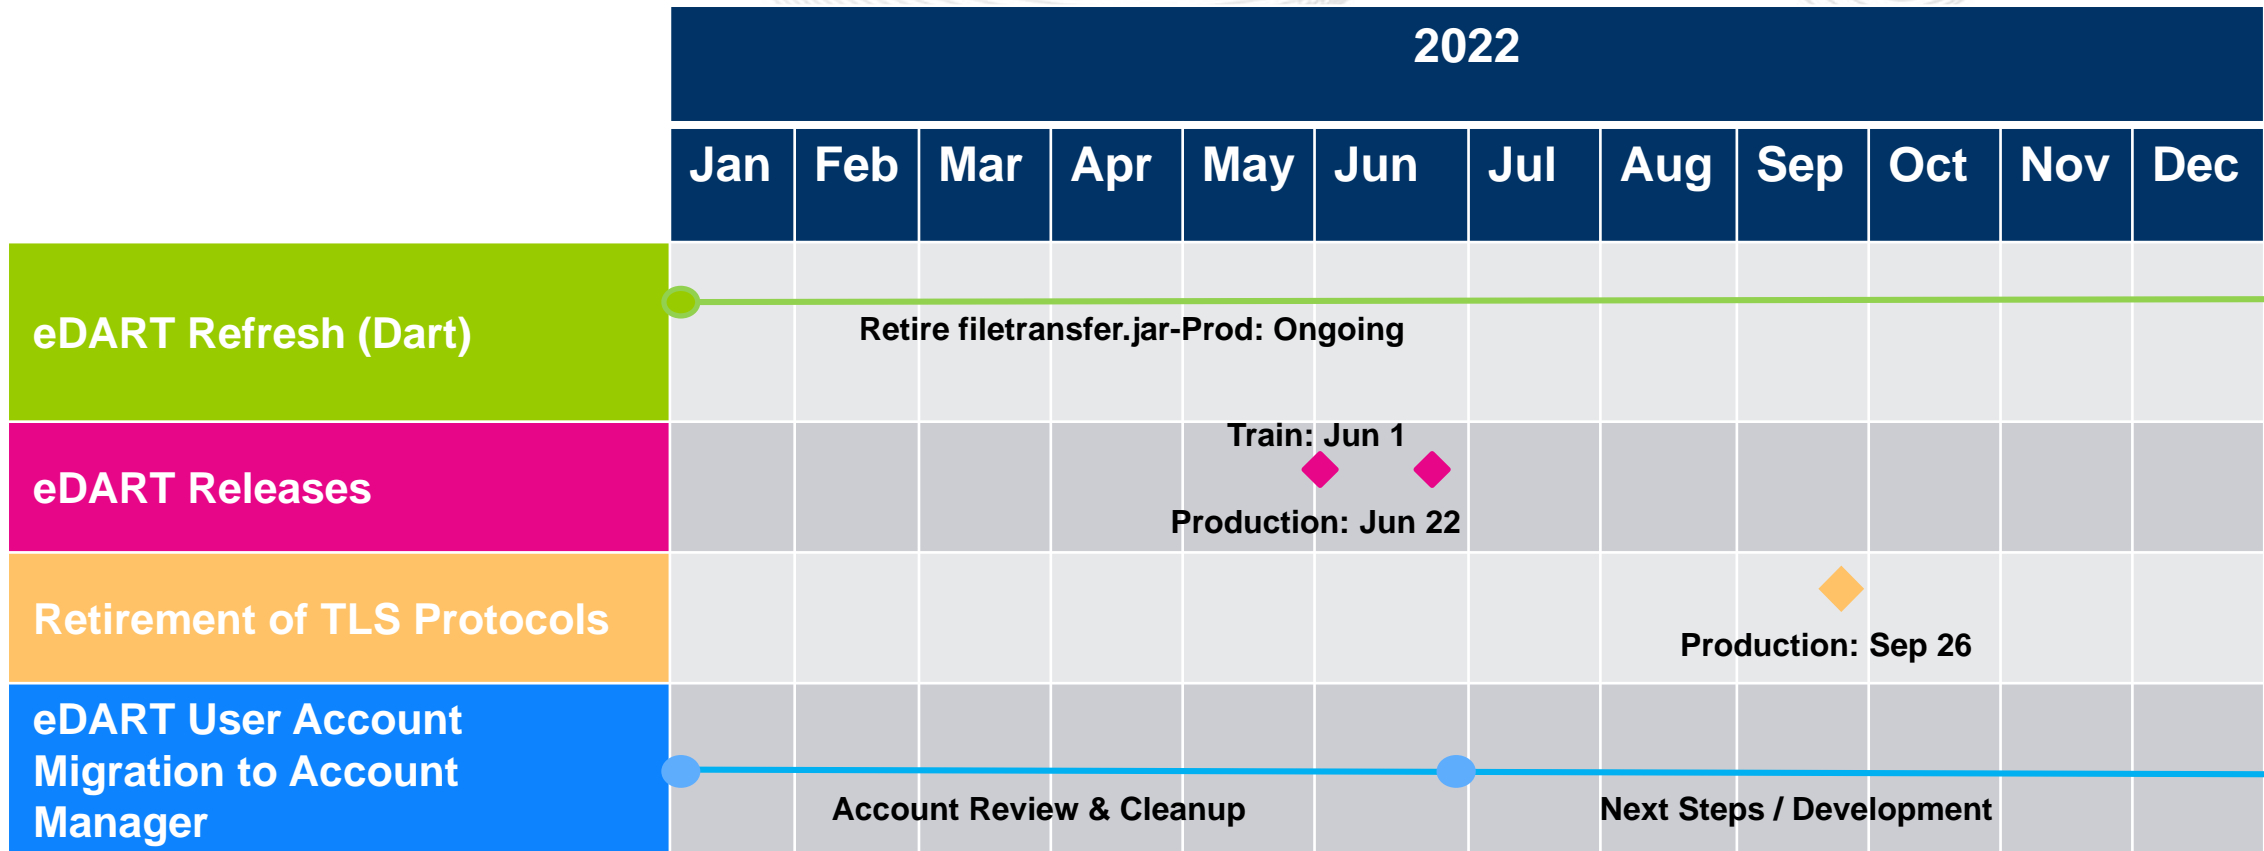 2022
Jan Feb Mar Apr May Jun Jul Aug Sep Oct Nov Dec
eDART Refresh (Dart)
Retire filetransfer.jar-Prod: Ongoing
eDART Releases
Train: Jun 1
Production: Jun 22
Retirement of TLS Protocols
Production: Sep 26
eDART User Account
Migration to Account
Manager
Account Review & Cleanup
Next Steps / Development